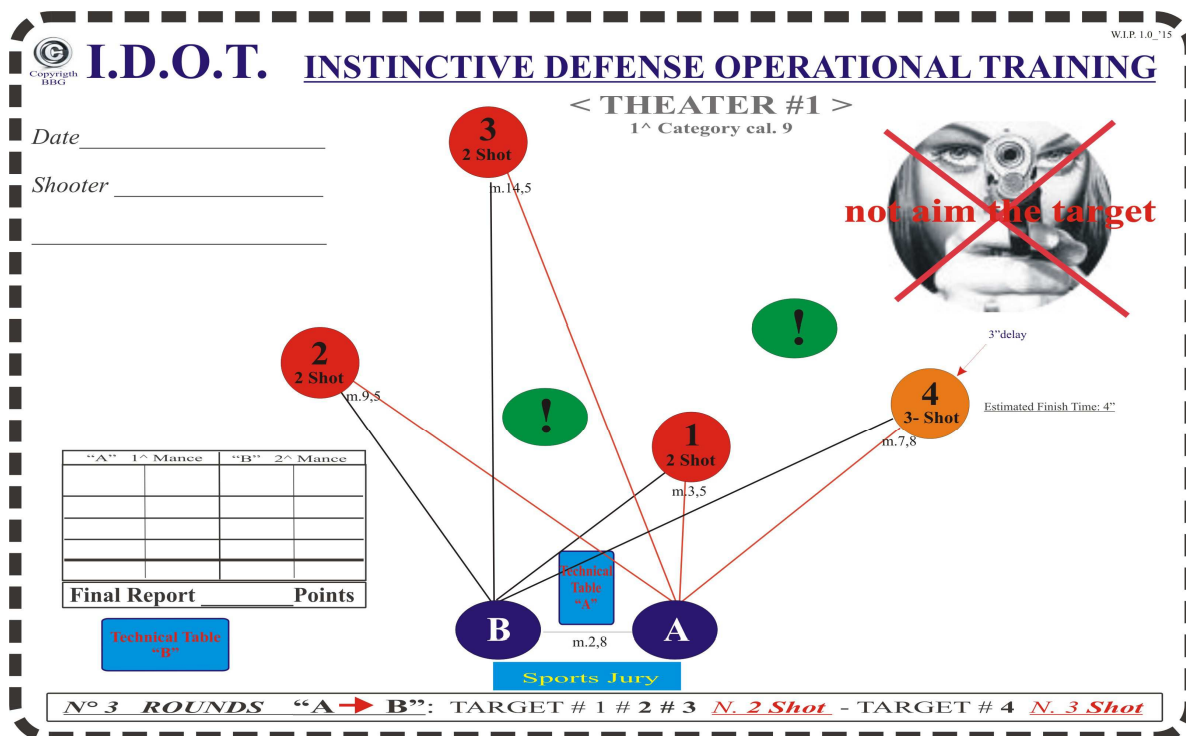 W.I.P. 1.0_'15
©
Copyrigth
BBG
I.D.O.T. INSTINCTIVE DEFENSE OPERATIONAL TRAINING
< THEATER #1 >
1^ Category cal. 9
Date
Shooter
3
2 Shot
m.14,5
not aim the target
!
3”delay
2
2 Shot
m.9,5
!
4
3- Shot
Estimated Finish Time: 4”
m.7,8
1
2 Shot
m.3,5
“A” 1^ Mance “B” 2^ Mance
Final Report ______Points
Technical Table
“B”
Technical
Table
“A”
B
m.2,8
A
Sports Jury
N° 3 ROUNDS “A B”: TARGET # 1 # 2 # 3 N. 2 Shot - TARGET # 4 N. 3 Shot